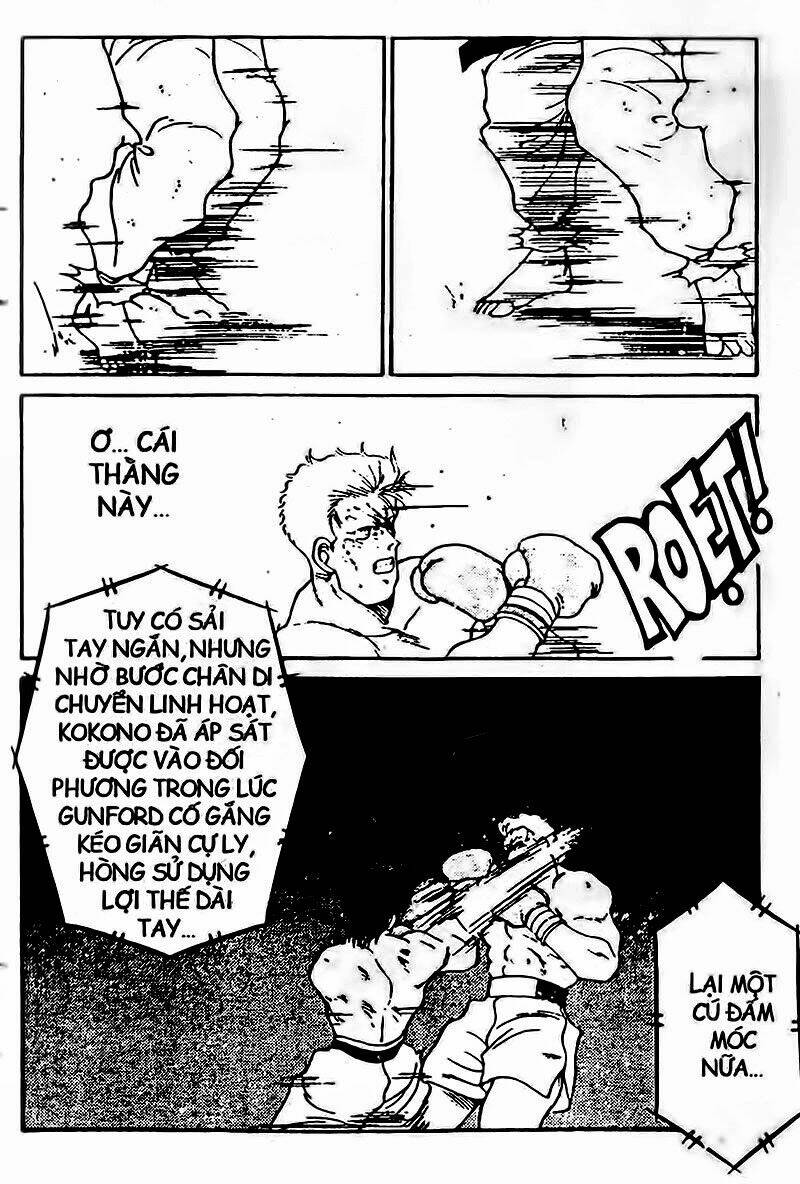 Ơ... CÁI
THẰNG
NÀY...
ROẸT!
TUY CÓ SẢI
TAY NGẮN, NHƯNG
NHỜ BƯỚC CHÂN DI
CHUYỂN LINH HOẠT,
KOKONO ĐÃ ÁP SÁT
ĐƯỢC VÀO ĐỐI
PHƯƠNG TRONG LÚC
GUNFORD CỐ GẮNG
KÉO GIÃN CỰ LY,
HÒNG SỬ DỤNG
LỢI THẾ DÀI
TAY...
LẠI MỘT
CÚ ĐẤM
MÓC
NỮA...